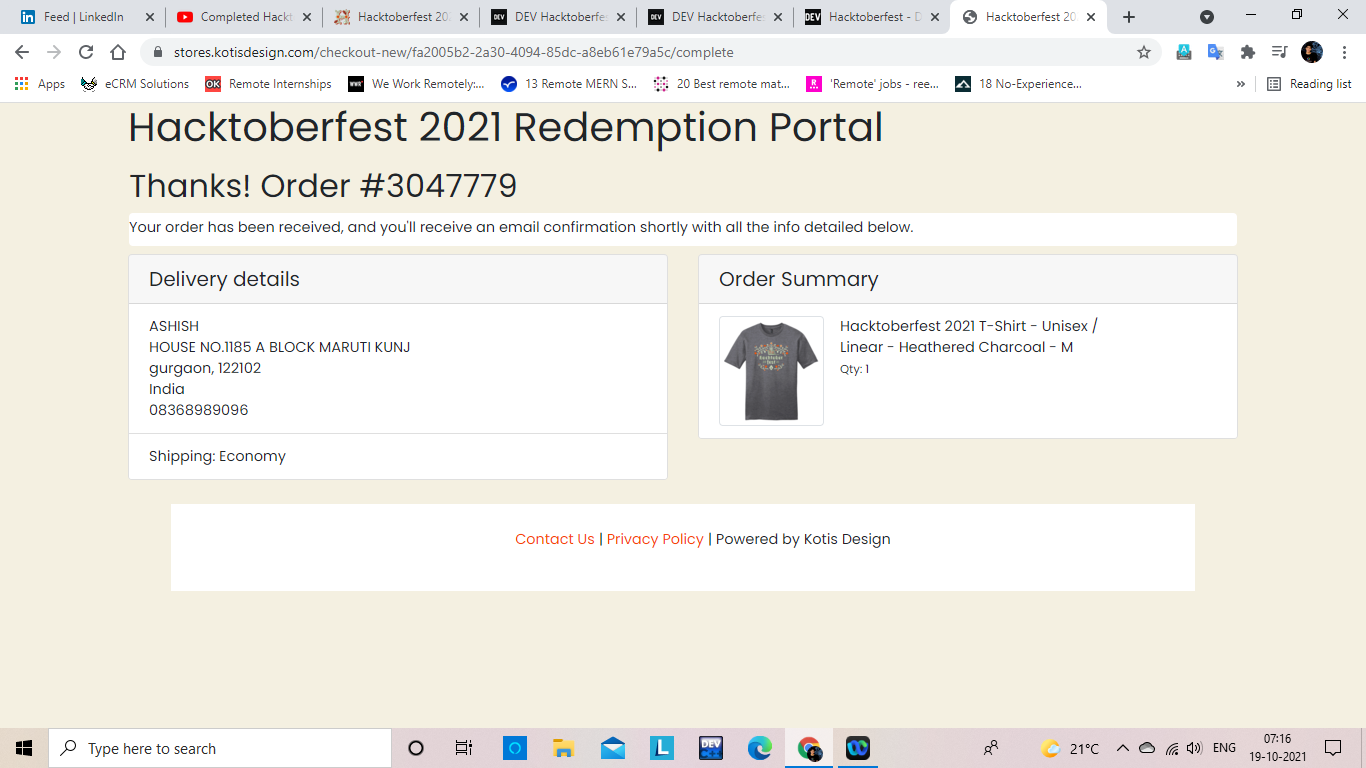 Feed | LinkedIn
Completed Hackt
Hacktoberfest 202
DEV Hacktoberfes
DEV Hacktoberfes
Hacktoberfest - D
Hacktoberfest 202
stores.kotisdesign.com/checkout-new/fa2005b2-2a30-4094-85dc-a8eb61e79a5c/complete
Apps
eCRM Solutions
Remote Internships
We Work Remotely:...
13 Remote MERN S...
20 Best remote mat...
'Remote' jobs - ree...
18 No-Experience...
»
Reading list
Hacktoberfest 2021 Redemption Portal
Thanks! Order #3047779
Your order has been received, and you'll receive an email confirmation shortly with all the info detailed below.
Delivery details
ASHISH
HOUSE NO.1185 A BLOCK MARUTI KUNJ
gurgaon, 122102
India
08368989096
Shipping: Economy
Order Summary
Hacktoberfest 2021 T-Shirt - Unisex /
Linear - Heathered Charcoal - M
Qty: 1
Contact Us | Privacy Policy | Powered by Kotis Design
Type here to search
21°C
ENG
07:16
19-10-2021